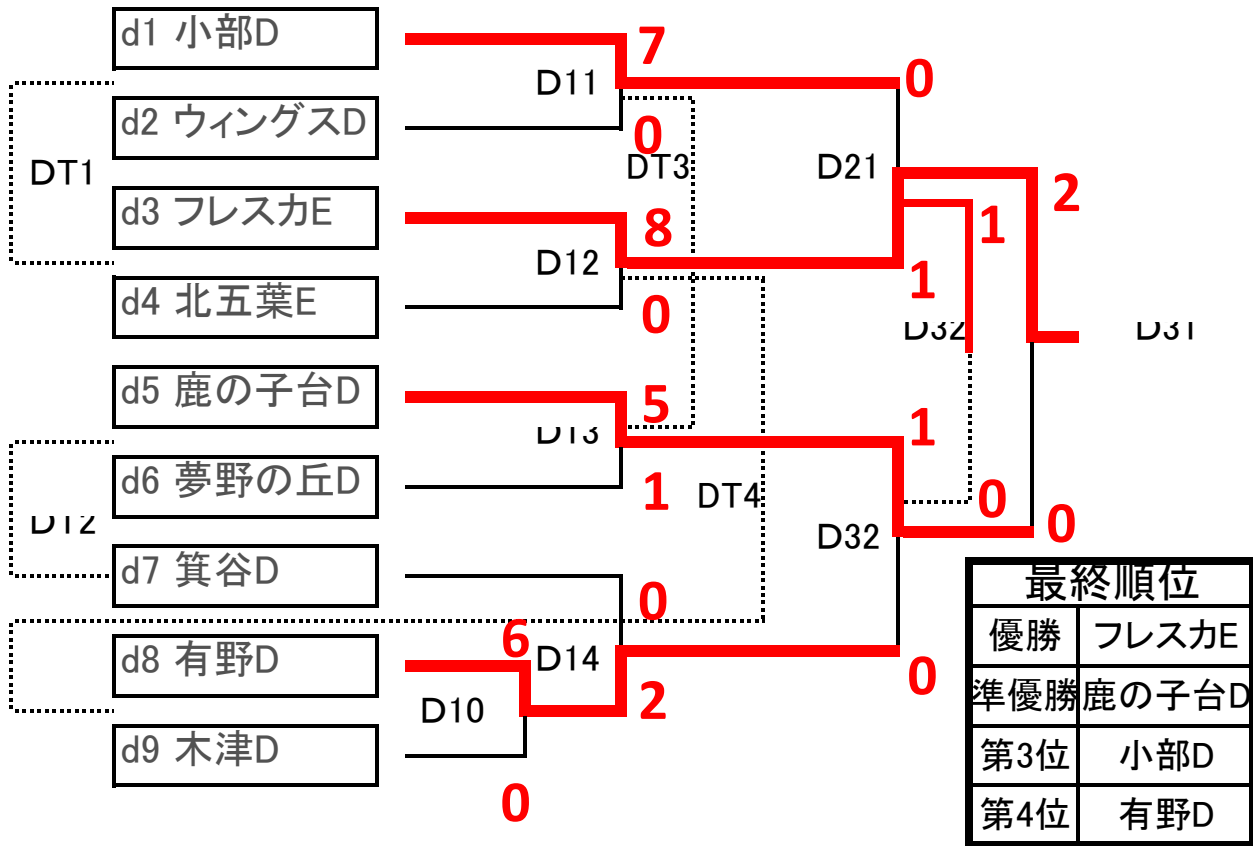 d1 小部D
7
D11
0
d2 ウィングスD
0
DT3
D21
DT1
2
d3 フレスカE
8
1
D12
1
d4 北五葉E
0
D32
D31
d5 鹿の子台D
5
1
D13
d6 夢野の丘D
1
DT4
0
DT2
D32
0
d7 箕谷D
0
d8 有野D
6
D14
0
D10
2
d9 木津D
0
最終順位
優勝 フレスカE
準優勝 鹿の子台D
第3位 小部D
第4位 有野D